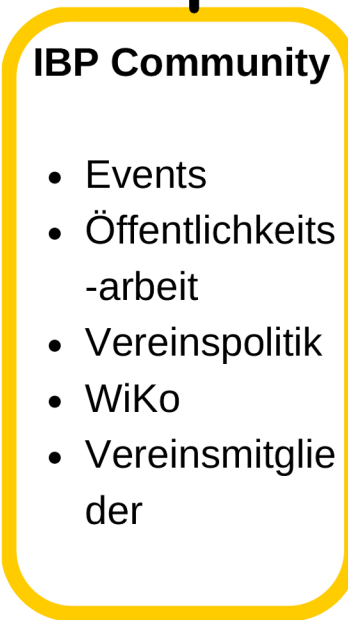 IBP Community
• Events
• Öffentlichkeits
-arbeit
• Vereinspolitik
• WiKo
• Vereinsmitglie
der